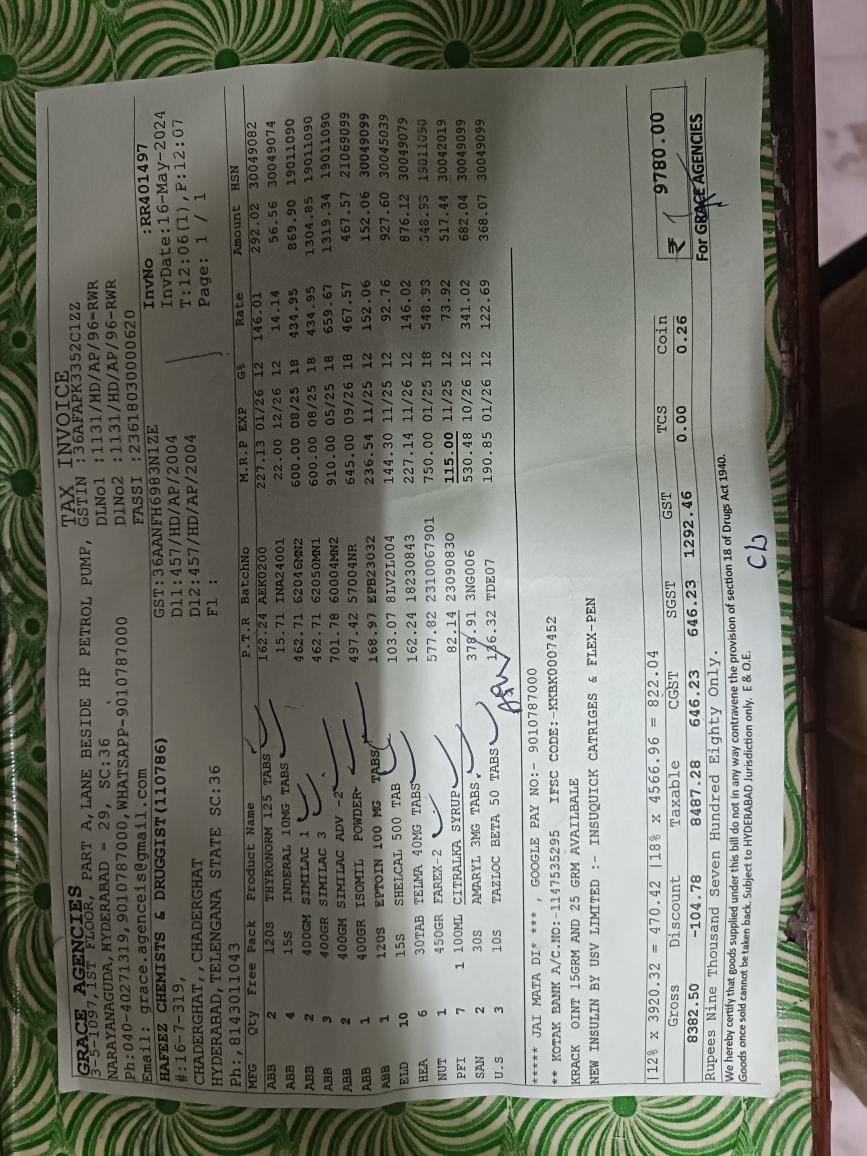 TAX INVOICE
GRACE AGENCIES
3-5-1097,1ST FLOOR, PART A,LANE BESIDE HP PETROL PUMP,
NARAYANAGUDA,HYDERABAD = 29, SC:36
Ph:040-40271319,9010787000,WHATSAPP-9010787000
Email: grace.agenceis@gmail.com
GSTIN :36AFAPK3352C1ZZ
DLNo1 :1131/HD/AP/96=RWR
DlNo2 :1131/HD/AP/96-RWR
FASSI :23618030000620
HAFEEZ CHEMISTS & DRUGGIST(110786)
#:16-7-319,
CHADERGHAT,,CHADERGHAT
HYDERABAD,TELENGANA STATE SC:36
Ph:,8143011043
GST:36AANFH6983N1ZE
Dl1:457/HD/AP/2004
Dl2:457/HD/AP/2004
Fl :
InvNo :RR401497
InvDate:16-May-2024
T:12:06(1),P:12:07
Page: 1 / 1
MFG Qty Free Pack Product Name P.T.R BatchNo M.R.P EXP G% Rate Amount HSN
ABB 2 120S THYRONORM 125 TABS 162.24 AEK0200 227.13 01/26 12 146.01 292.02 30049082
ABB 4 15S INDERAL 10MG TABS 15.71 INA24001 22.00 12/26 12 14.14 56.56 30049074
ABB 2 400GM SIMILAC 1 462.71 62046MN2 600.00 08/25 18 434.95 869.90 19011090
ABB 3 400GR SIMILAC 3 462.71 62050MN1 600.00 08/25 18 434.95 1304.85 19011090
ABB 2 400GM SIMILAC ADV -2 701.78 60004MN2 910.00 05/25 18 659.67 1319.34 19011090
ABB 1 400GR ISOMIL POWDER- 497.42 57004NR 645.00 09/26 18 467.57 467.57 21069099
ABB 1 120S EPTOIN 100 MG TABS 168.97 EPB23032 236.54 11/25 12 152.06 152.06 30049099
ELD 10 15S SHELCAL 500 TAB 103.07 8LV2L004 144.30 11/25 12 92.76 927.60 30045039
HEA 6 30TAB TELMA 40MG TABS 162.24 18230843 227.14 11/26 12 146.02 876.12 30049079
NUT 1 450GR FAREX-2 577.82 2310067901 750.00 01/25 18 548.93 548.93 19011090
PFI 7 1 100ML CITRALKA SYRUP 82.14 23090830 115.00 11/25 12 73.92 517.44 30042019
SAN 2 30S AMARYL 3MG TABS 378.91 3NG006 530.48 10/26 12 341.02 682.04 30049099
U.S 3 10S TAZLOC BETA 50 TABS 136.32 TDE07 190.85 01/26 12 122.69 368.07 30049099
***** JAI MATA DI* *** , GOOGLE PAY NO:- 9010787000
** KOTAK BANK A/C.NO:-1147535295 IFSC CODE:-KKBK0007452
KRACK OINT 15GRM AND 25 GRM AVAILBALE
NEW INSULIN BY USV LIMITED :- INSUQUICK CATRIGES & FLEX-PEN
|12% x 3920.32 = 470.42 |18% x 4566.96 = 822.04
Gross Discount Taxable CGST SGST GST TCS Coin
8382.50 -104.78 8487.28 646.23 646.23 1292.46 0.00 0.26
₹ 9780.00
Rupees Nine Thousand Seven Hundred Eighty Only.
For GRACE AGENCIES
We hereby certify that goods supplied under this bill do not in any way contravene the provision of section 18 of Drugs Act 1940.
Goods once sold cannot be taken back. Subject to HYDERABAD Jurisdiction only, E & O.E.